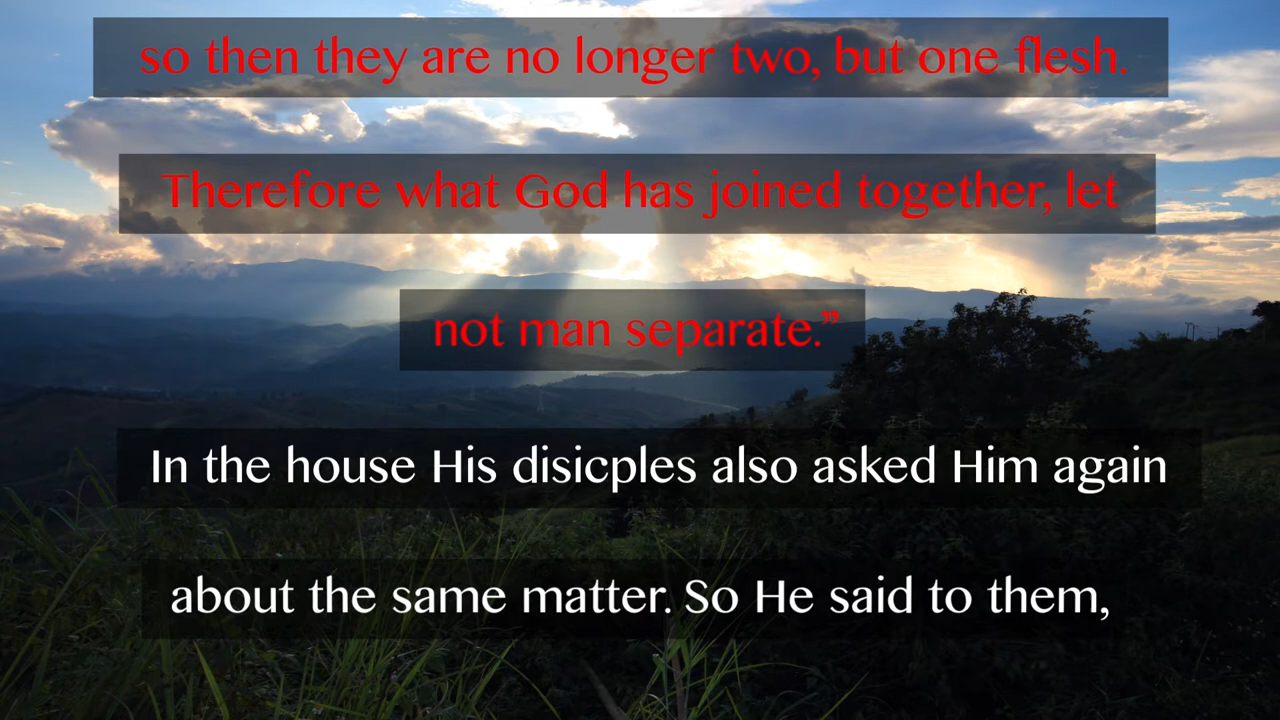 so then they are no longer two, but one flesh.
Therefore what God has joined together, let
not man separate.”
In the house His disicples also asked Him again
about the same matter. So He said to them,